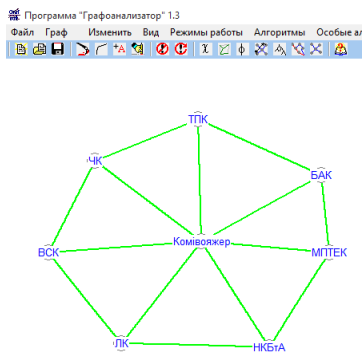 Программа "Графоанализатор" 1.3
Файл Граф Изменить Вид Режимы работы Алгоритмы Особые ал
ТПК
ЧК
БАК
Комівояжер
ВСК
МПТЕК
ЛК
НКБтА